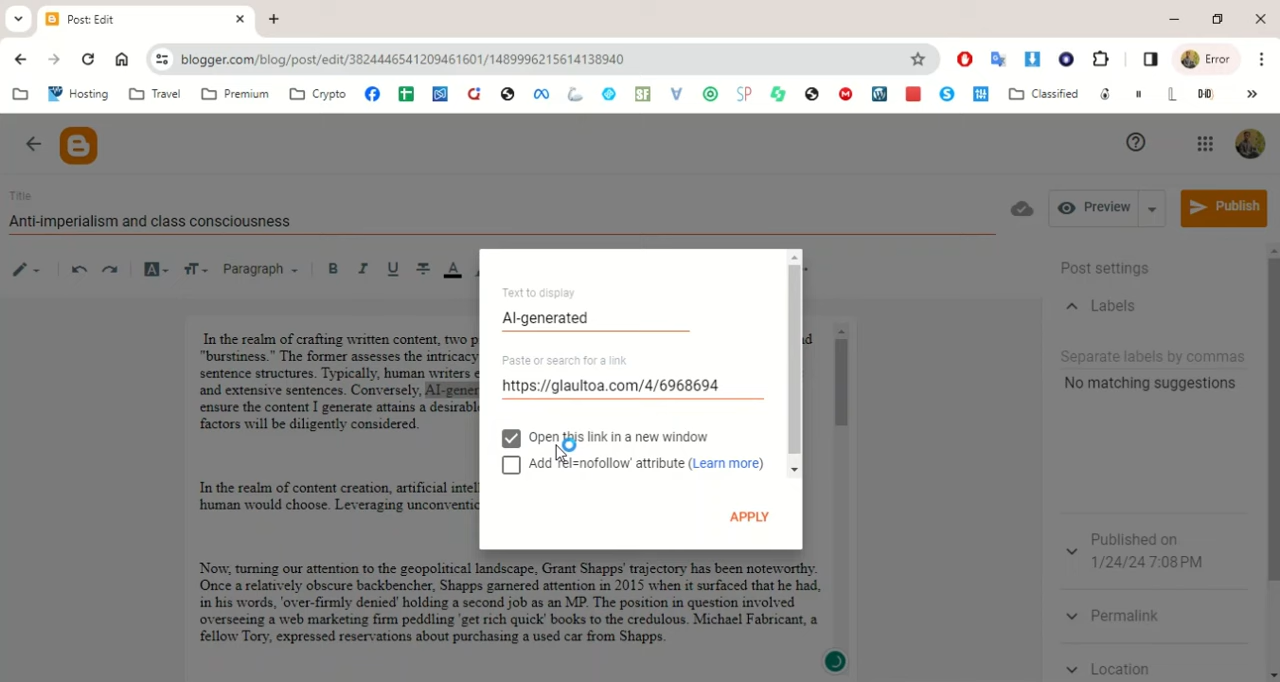 Post: Edit
blogger.com/blog/post/edit/3824446541209461601/1489996215614138940
Error
Hosting
Travel
Premium
Crypto
Classified
Title
Anti-imperialism and class consciousness
Preview
Publish
Paragraph
Post settings
Labels
Separate labels by commas
No matching suggestions
Published on
1/24/24 7:08 PM
Permalink
Location
Text to display
AI-generated
Paste or search for a link
https://glaultoa.com/4/6968694
Open this link in a new window
Add 'rel=nofollow' attribute (Learn more)
APPLY
In the realm of crafting written content, two
"burstiness." The former assesses the intricacy
sentence structures. Typically, human writers
and extensive sentences. Conversely,
ensure the content I generate attains a desirabl
factors will be diligently considered.
In the realm of content creation, artificial
human would choose. Leveraging
Now, turning our attention to the geopolitical landscape, Grant Shapps' trajectory has been noteworthy.
Once a relatively obscure backbencher, Shapps garnered attention in 2015 when it surfaced that he had,
in his words, 'over-firmly denied' holding a second job as an MP. The position in question involved
overseeing a web marketing firm peddling 'get rich quick' books to the credulous. Michael Fabricant, a
fellow Tory, expressed reservations about purchasing a used car from Shapps.